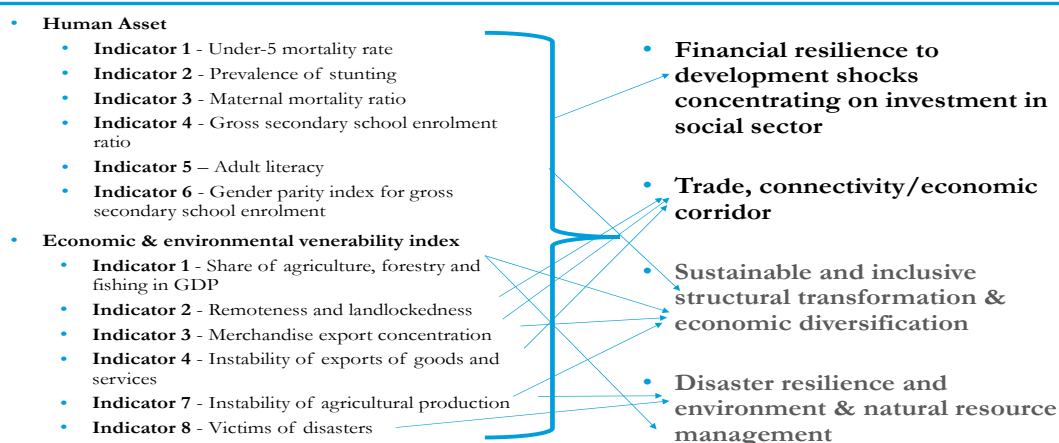 • Human Asset
• Indicator 1 - Under-5 mortality rate
• Indicator 2 - Prevalence of stunting
• Indicator 3 - Maternal mortality ratio
• Indicator 4 - Gross secondary school enrolment
ratio
• Indicator 5 – Adult literacy
• Indicator 6 - Gender parity index for gross
secondary school enrolment
• Economic & environmental venerability index
• Indicator 1 - Share of agriculture, forestry and
fishing in GDP
• Indicator 2 - Remoteness and landlockedness
• Indicator 3 - Merchandise export concentration
• Indicator 4 - Instability of exports of goods and
services
• Indicator 7 - Instability of agricultural production
• Indicator 8 - Victims of disasters
• Financial resilience to
development shocks
concentrating on investment in
social sector
• Trade, connectivity/economic
corridor
• Sustainable and inclusive
structural transformation &
economic diversification
• Disaster resilience and
environment & natural resource
management